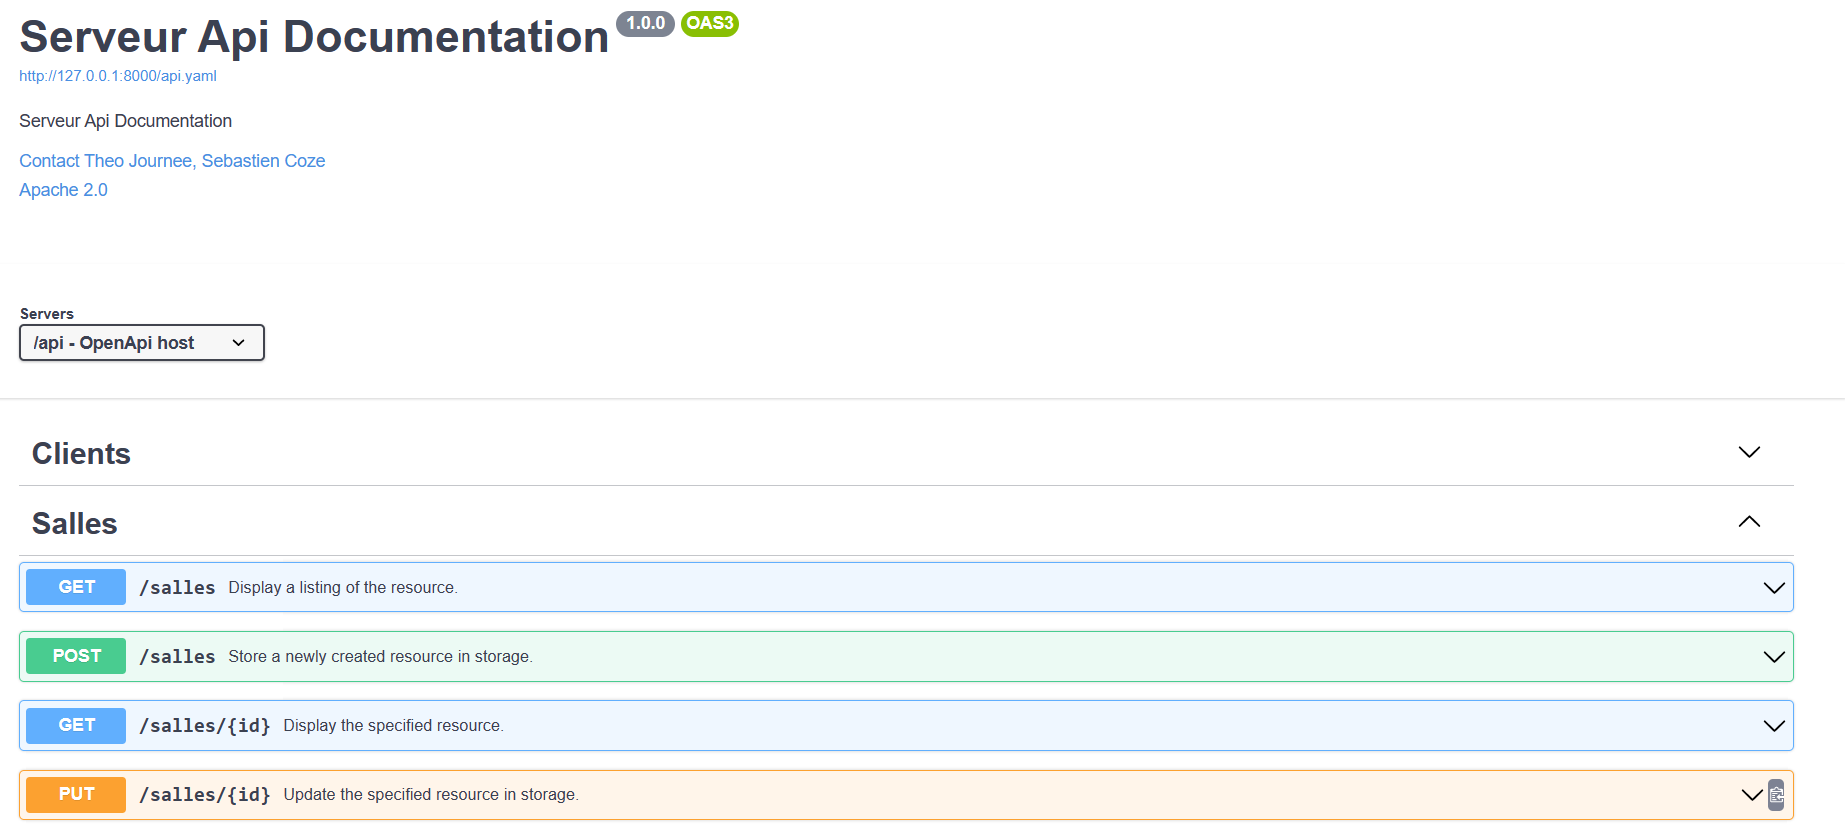 Serveur Api Documentation 1.0.0 OAS3
http://127.0.0.1:8000/api.yaml
Serveur Api Documentation
Contact Theo Journee, Sebastien Coze
Apache 2.0
Servers
/api - OpenApi host
Clients
Salles
GET /salles Display a listing of the resource.
POST /salles Store a newly created resource in storage.
GET /salles/{id} Display the specified resource.
PUT /salles/{id} Update the specified resource in storage.